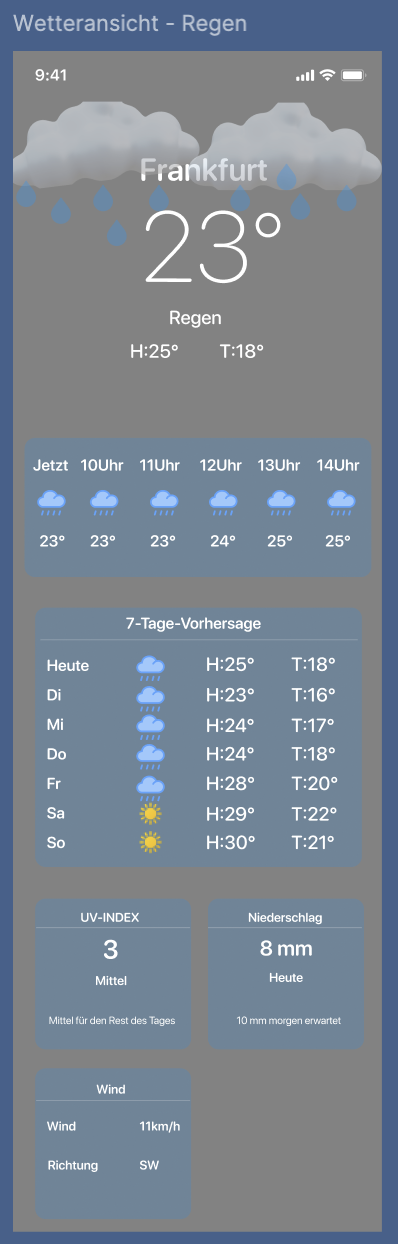 Wetteransicht - Regen
9:41
Frankfurt
23°
Regen
H:25° T:18°
Jetzt 10Uhr 11Uhr 12Uhr 13Uhr 14Uhr
23° 23° 23° 24° 25° 25°
7-Tage-Vorhersage
Heute H:25° T:18°
Di H:23° T:16°
Mi H:24° T:17°
Do H:24° T:18°
Fr H:28° T:20°
Sa H:29° T:22°
So H:30° T:21°
UV-INDEX
3
Mittel
Mittel für den Rest des Tages
Niederschlag
8 mm
Heute
10 mm morgen erwartet
Wind
Wind 11km/h
Richtung SW